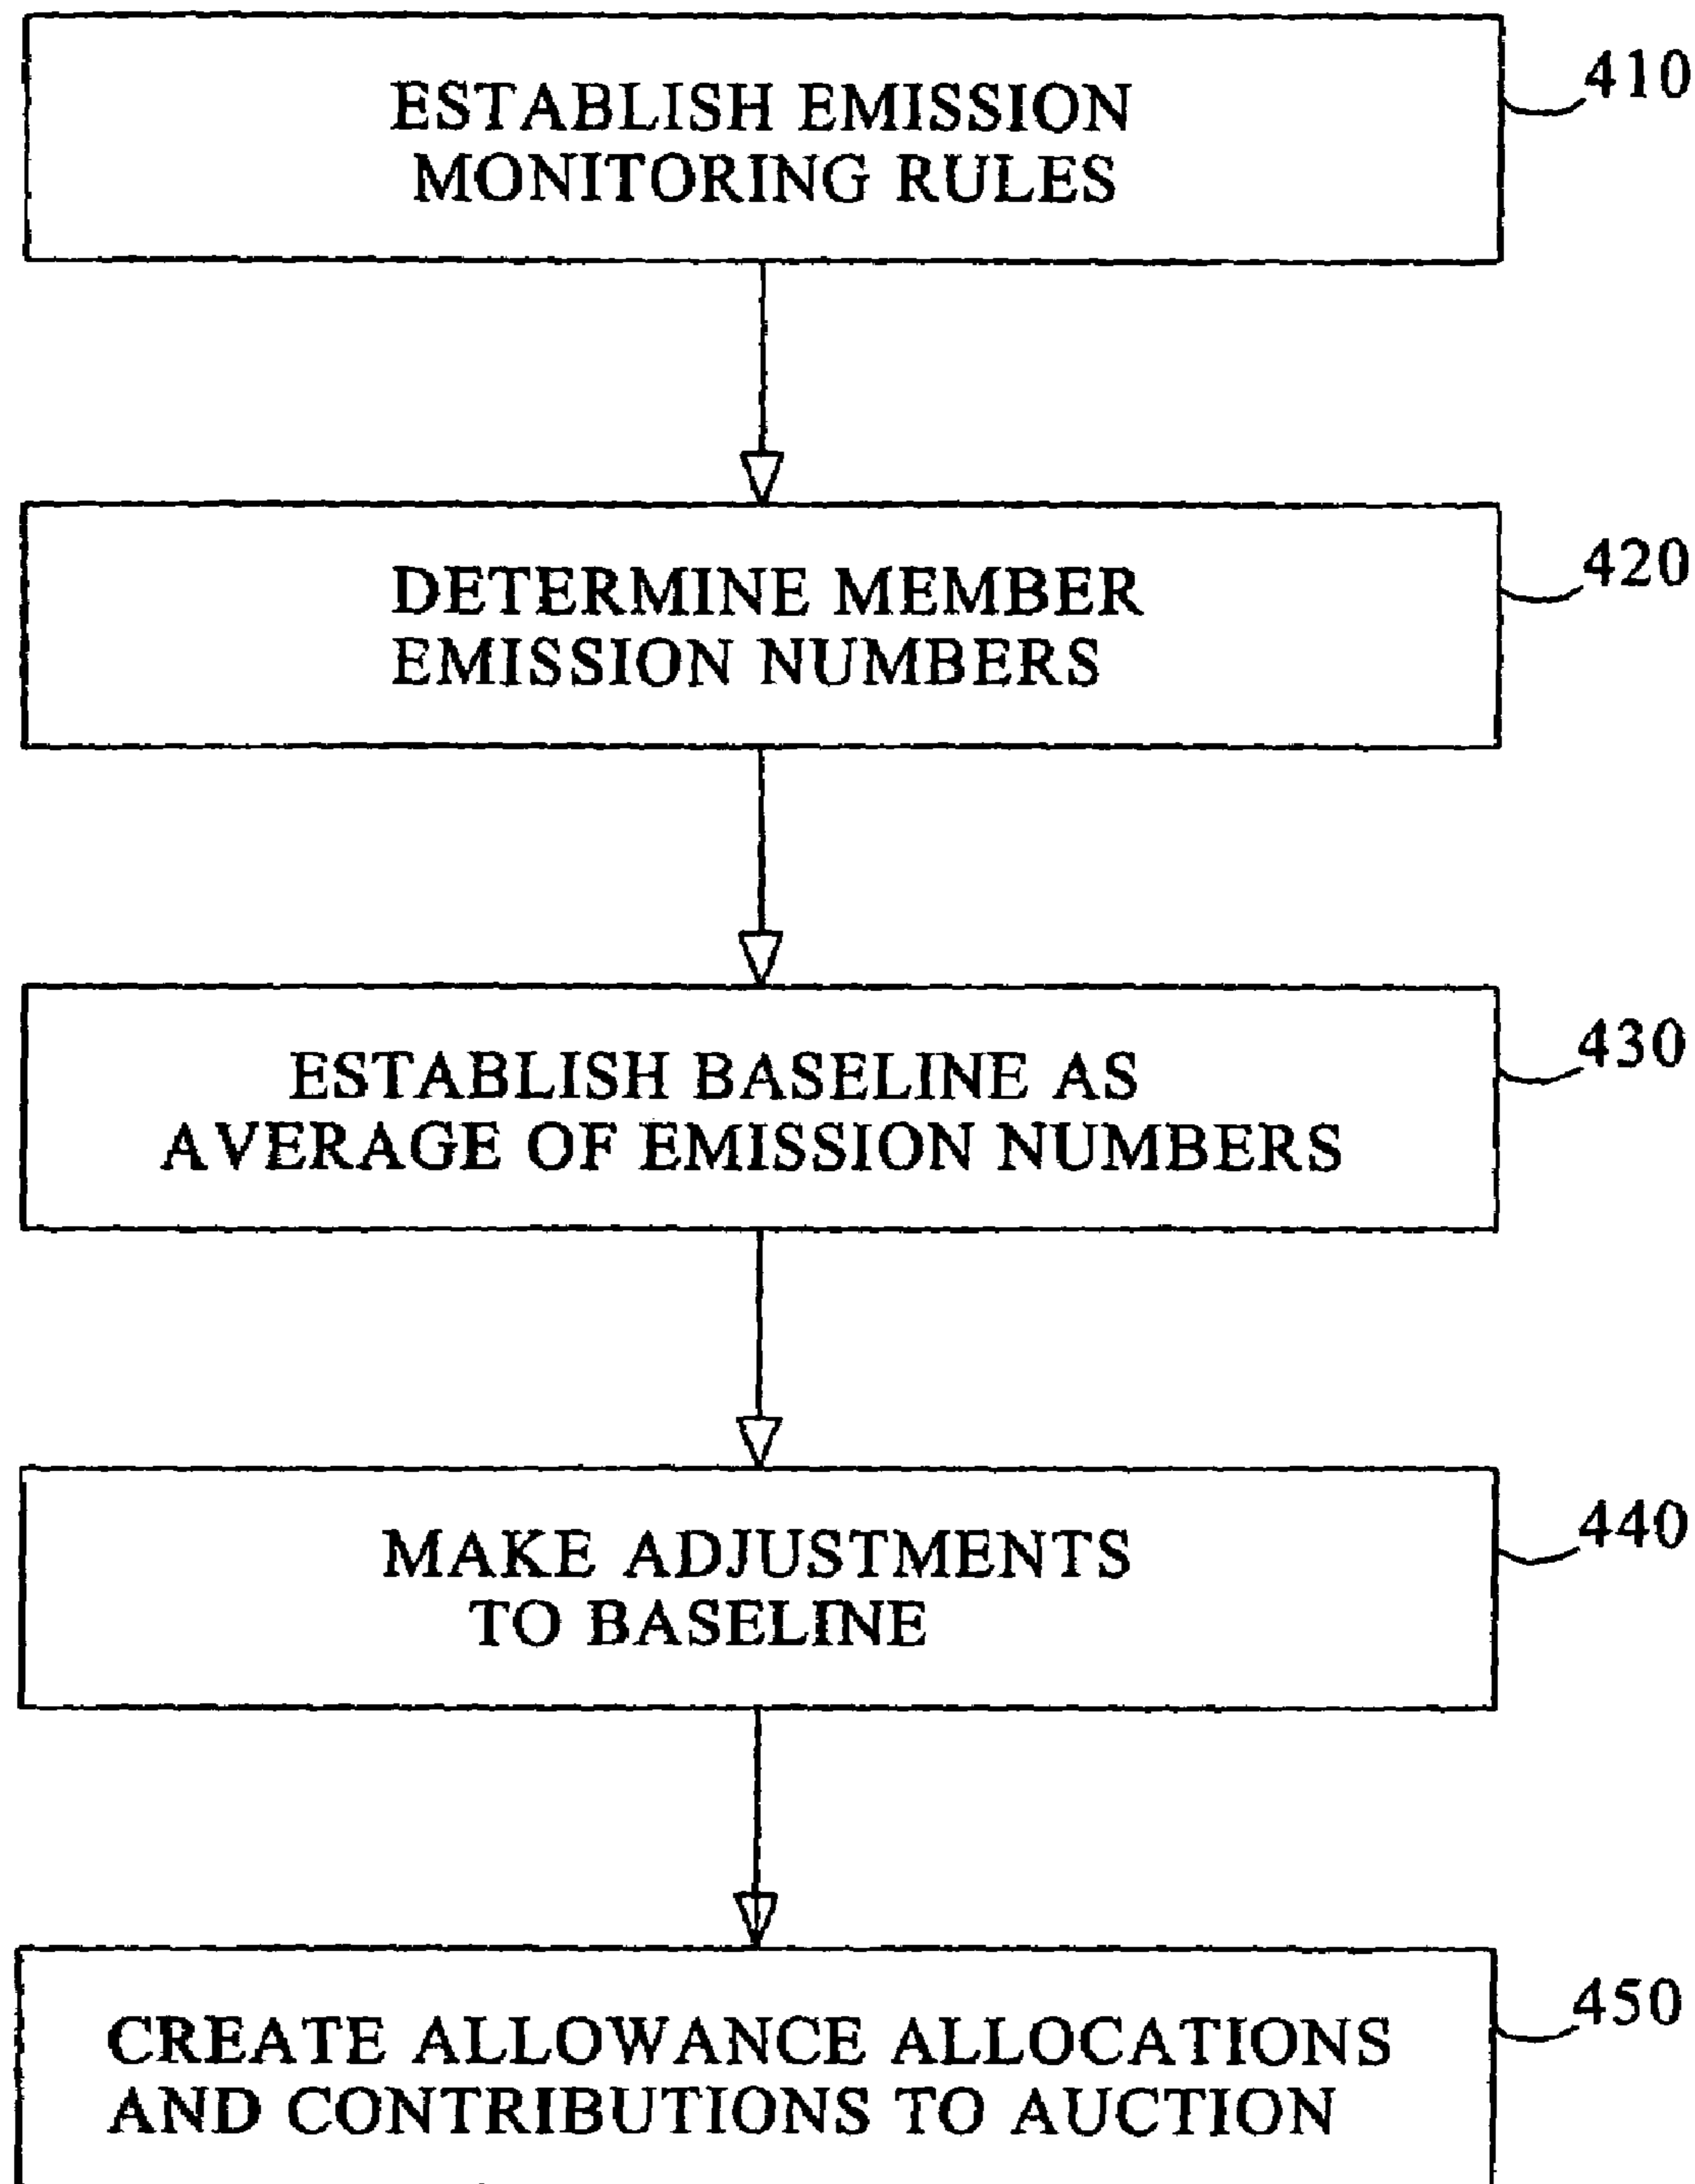 ESTABLISH EMISSION
MONITORING RULES
410
DETERMINE MEMBER
EMISSION NUMBERS
420
ESTABLISH BASELINE AS
AVERAGE OF EMISSION NUMBERS
430
MAKE ADJUSTMENTS
TO BASELINE
440
CREATE ALLOWANCE ALLOCATIONS
AND CONTRIBUTIONS TO AUCTION
450